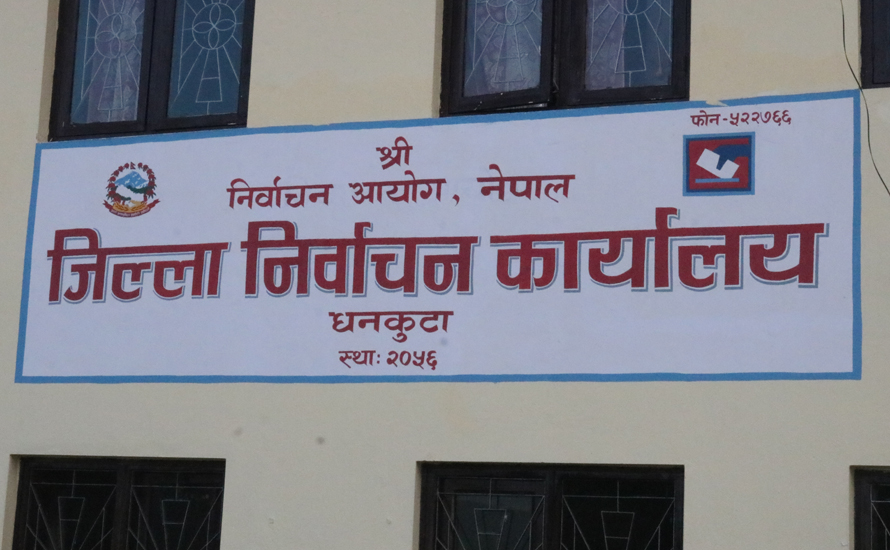 फोन-५२२७६६
श्री
निर्वाचन आयोग, नेपाल
जिल्ला निर्वाचन कार्यालय
धनकुटा
स्था: २०५६